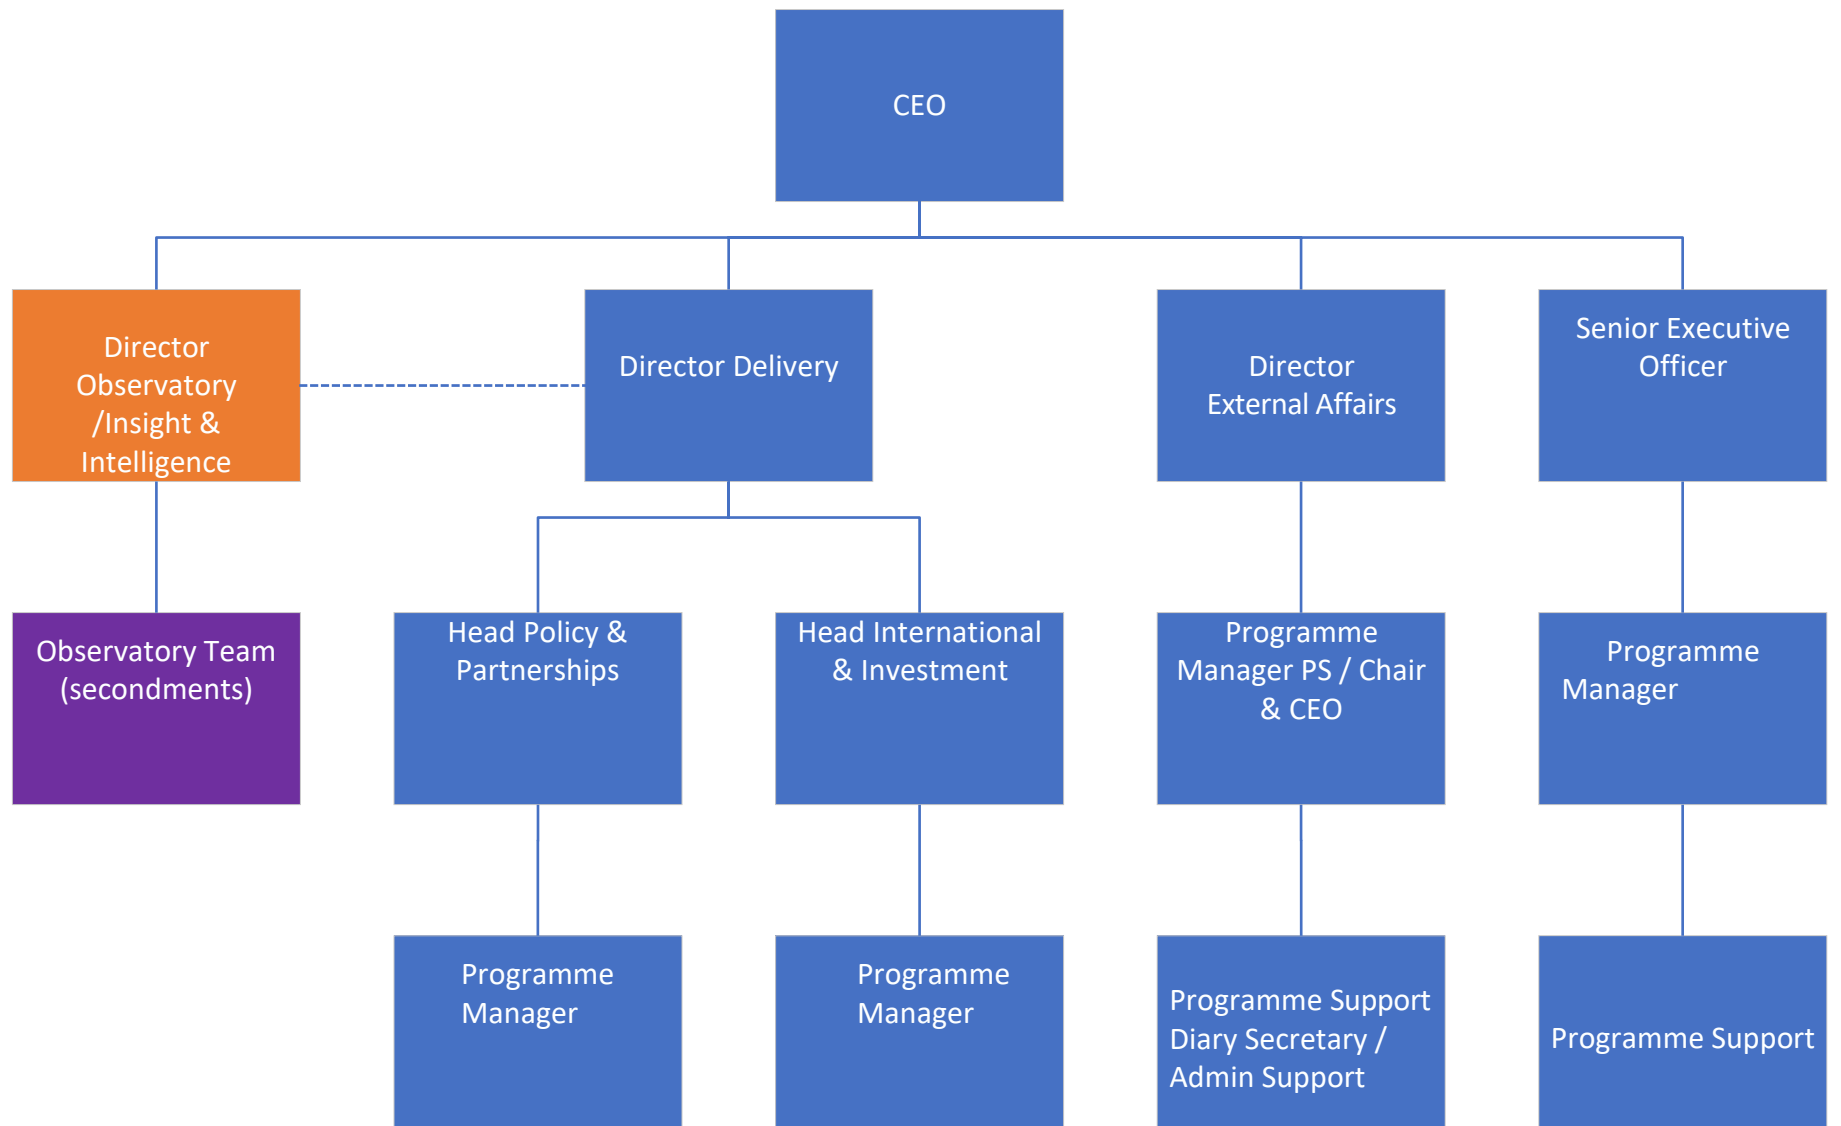 CEO
Director
Observatory
/Insight &
Intelligence
Director Delivery
Director
External Affairs
Senior Executive
Officer
Observatory Team
(secondments)
Head Policy &
Partnerships
Head International
& Investment
Programme
Manager PS / Chair
& CEO
Programme
Manager
Programme
Manager
Programme
Manager
Programme Support
Diary Secretary /
Admin Support
Programme Support